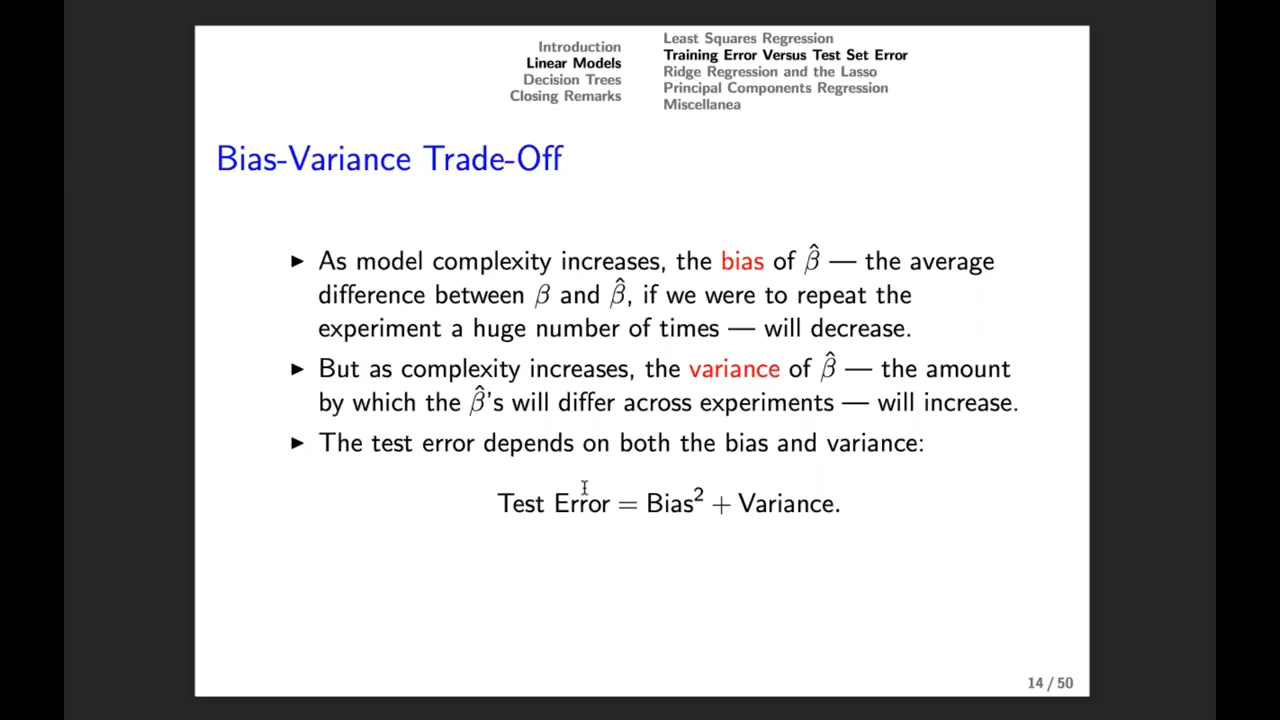 Introduction
Linear Models
Decision Trees
Closing Remarks
Least Squares Regression
Training Error Versus Test Set Error
Ridge Regression and the Lasso
Principal Components Regression
Miscellanea
Bias-Variance Trade-Off
▶ As model complexity increases, the bias of β̂ — the average
difference between β and β̂, if we were to repeat the
experiment a huge number of times — will decrease.
▶ But as complexity increases, the variance of β̂ — the amount
by which the β̂'s will differ across experiments — will increase.
▶ The test error depends on both the bias and variance:
Test Error = Bias² + Variance.
14 / 50